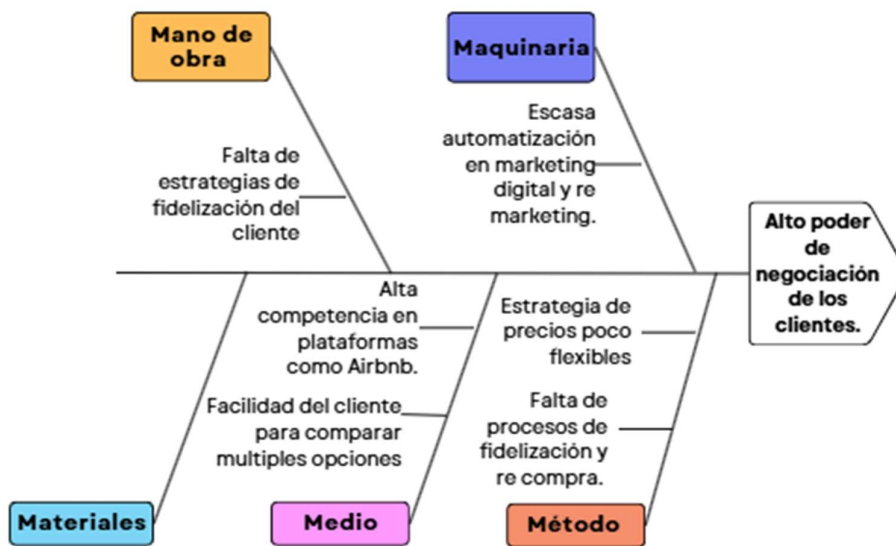 Mano de
obra
Maquinaria
Falta de
estrategias de
fidelización del
cliente
Escasa
automatización
en marketing
digital y re
marketing.
Alto poder
de
negociación
de los
clientes.
Alta
competencia en
plataformas
como Airbnb.
Facilidad del cliente
para comparar
multiples opciones
Estrategia de
precios poco
flexibles
Falta de
procesos de
fidelización y
re compra.
Materiales
Medio
Método